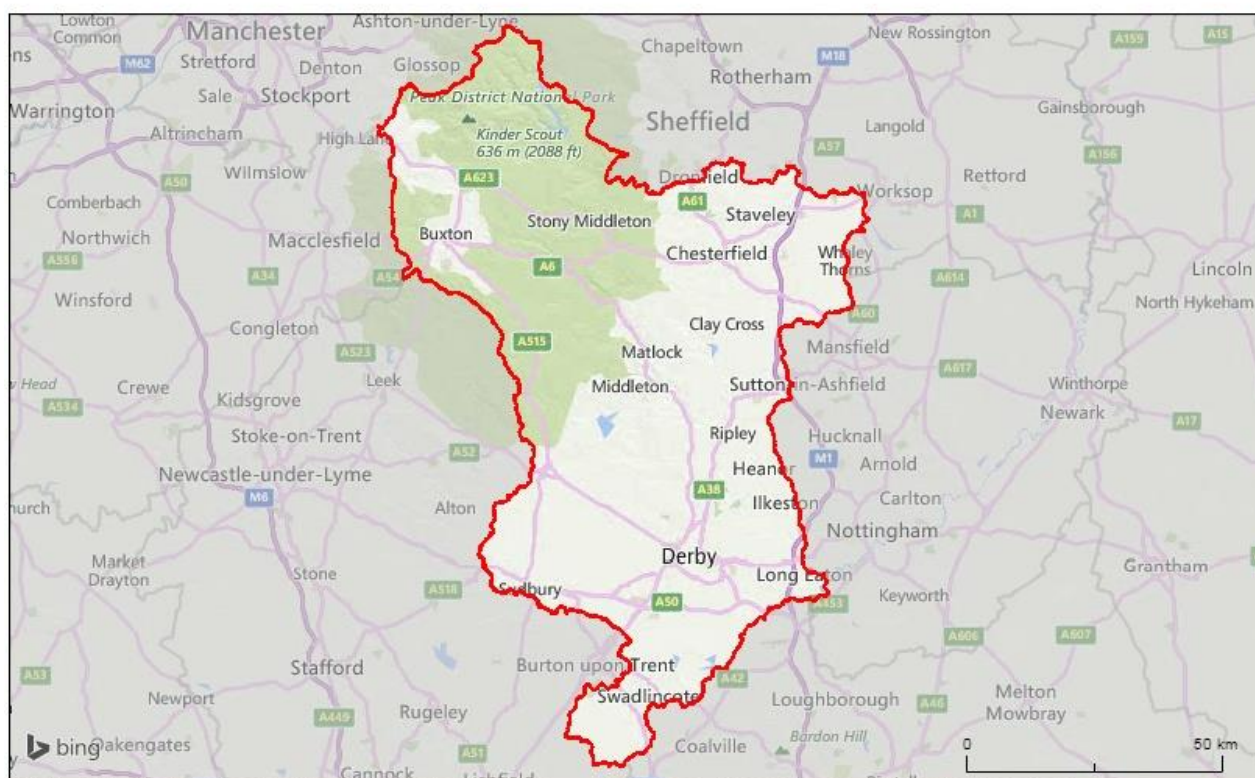 Lowton
Common
Manchester
Ashton-under-Lyne
Chapeltown
New Rossington
A159
A15
M62
Stretford
Denton
Glossop
Rotherham
M18
Warrington
Sale
Stockport
Peak District National Park
Gainsborough
Altrincham
High Lane
Kinder Scout
636 m (2088 ft)
Sheffield
Langold
A57
A156
A50
Wilmslow
A623
Dronfield
Worksop
Retford
Comberbach
A61
Staveley
A1
Northwich
Macclesfield
Buxton
Stony Middleton
Chesterfield
Whaley
Thorns
Lincoln
A556
A34
A54
A6
A614
Winsford
North Hykeham
Congleton
Clay Cross
A60
A523
A515
Matlock
Mansfield
Head
Crewe
Leek
Middleton
Sutton-in-Ashfield
A617
Winthorpe
A534
Kidsgrove
Newark
A17
Stoke-on-Trent
Ripley
Hucknall
A52
Heanor
M1
Arnold
Newcastle-under-Lyme
M6
A38
Ilkeston
Carlton
Alton
Nottingham
Market
Drayton
Derby
Grantham
Stone
A518
Sudbury
Long Eaton
A50
A453
Keyworth
A606
A607
A53
Stafford
Burton upon Trent
Newport
Swadlincote
A42
Loughborough
A46
Melton
Mowbray
A449
Rugeley
bing
Oakengates
A51
Coalville
Bardon Hill
0
50 km
Cannock
Lichfield